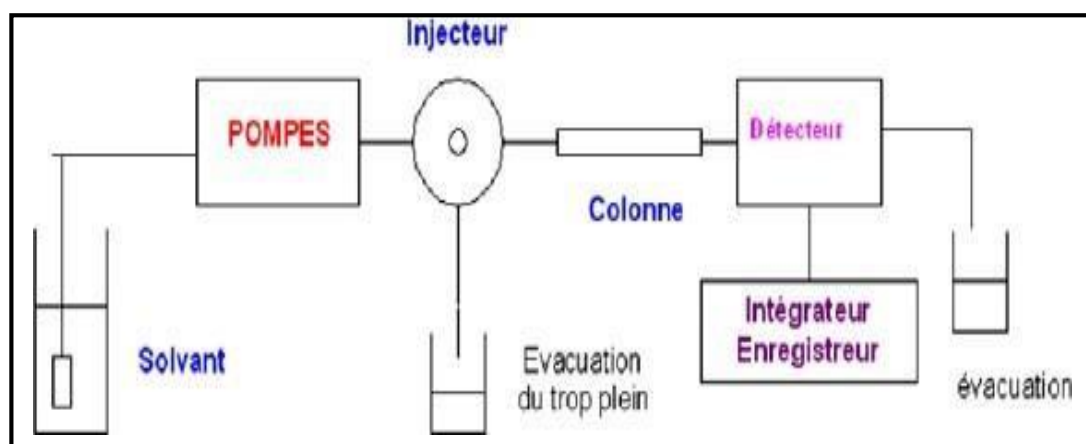 Injecteur
POMPES
Détecteur
Colonne
Solvant
Evacuation
du trop plein
Intégrateur
Enregistreur
évacuation